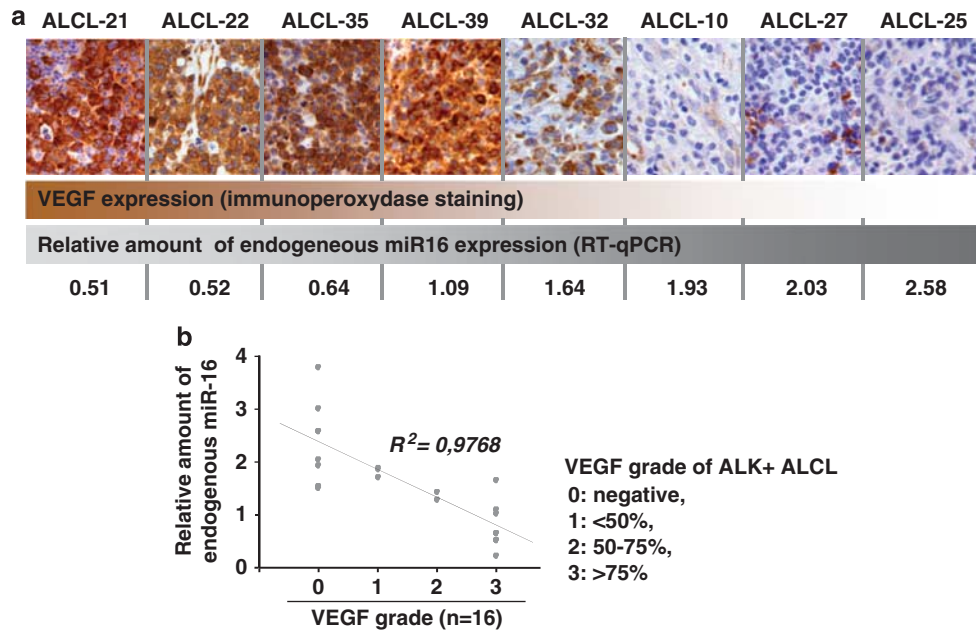 a
ALCL-21 ALCL-22 ALCL-35 ALCL-39 ALCL-32 ALCL-10 ALCL-27 ALCL-25
VEGF expression (immunoperoxydase staining)
Relative amount of endogeneous miR16 expression (RT-qPCR)
0.51 0.52 0.64 1.09 1.64 1.93 2.03 2.58
b
Relative amount of
endogenous miR-16
4
3
2
1
0
R²= 0,9768
0 1 2 3
VEGF grade (n=16)
VEGF grade of ALK+ ALCL
0: negative,
1: <50%,
2: 50-75%,
3: >75%